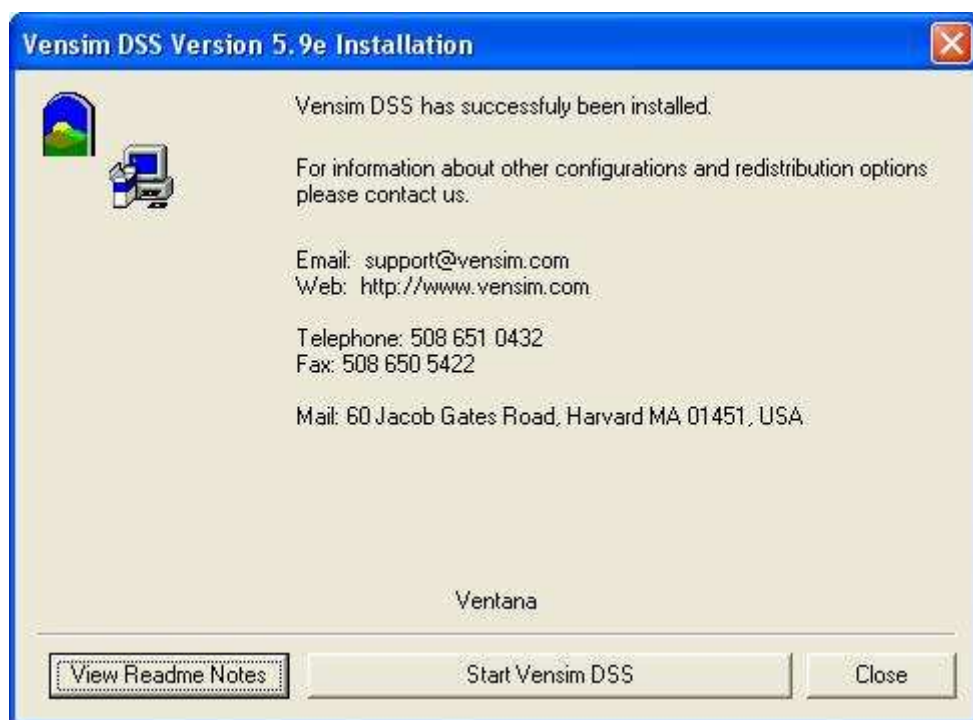 Vensim DSS Version 5.9e Installation
Vensim DSS has successfuly been installed.
For information about other configurations and redistribution options
please contact us.
Email: support@vensim.com
Web: http://www.vensim.com
Telephone: 508 651 0432
Fax: 508 650 5422
Mail: 60 Jacob Gates Road, Harvard MA 01451, USA
Ventana
View Readme Notes
Start Vensim DSS
Close